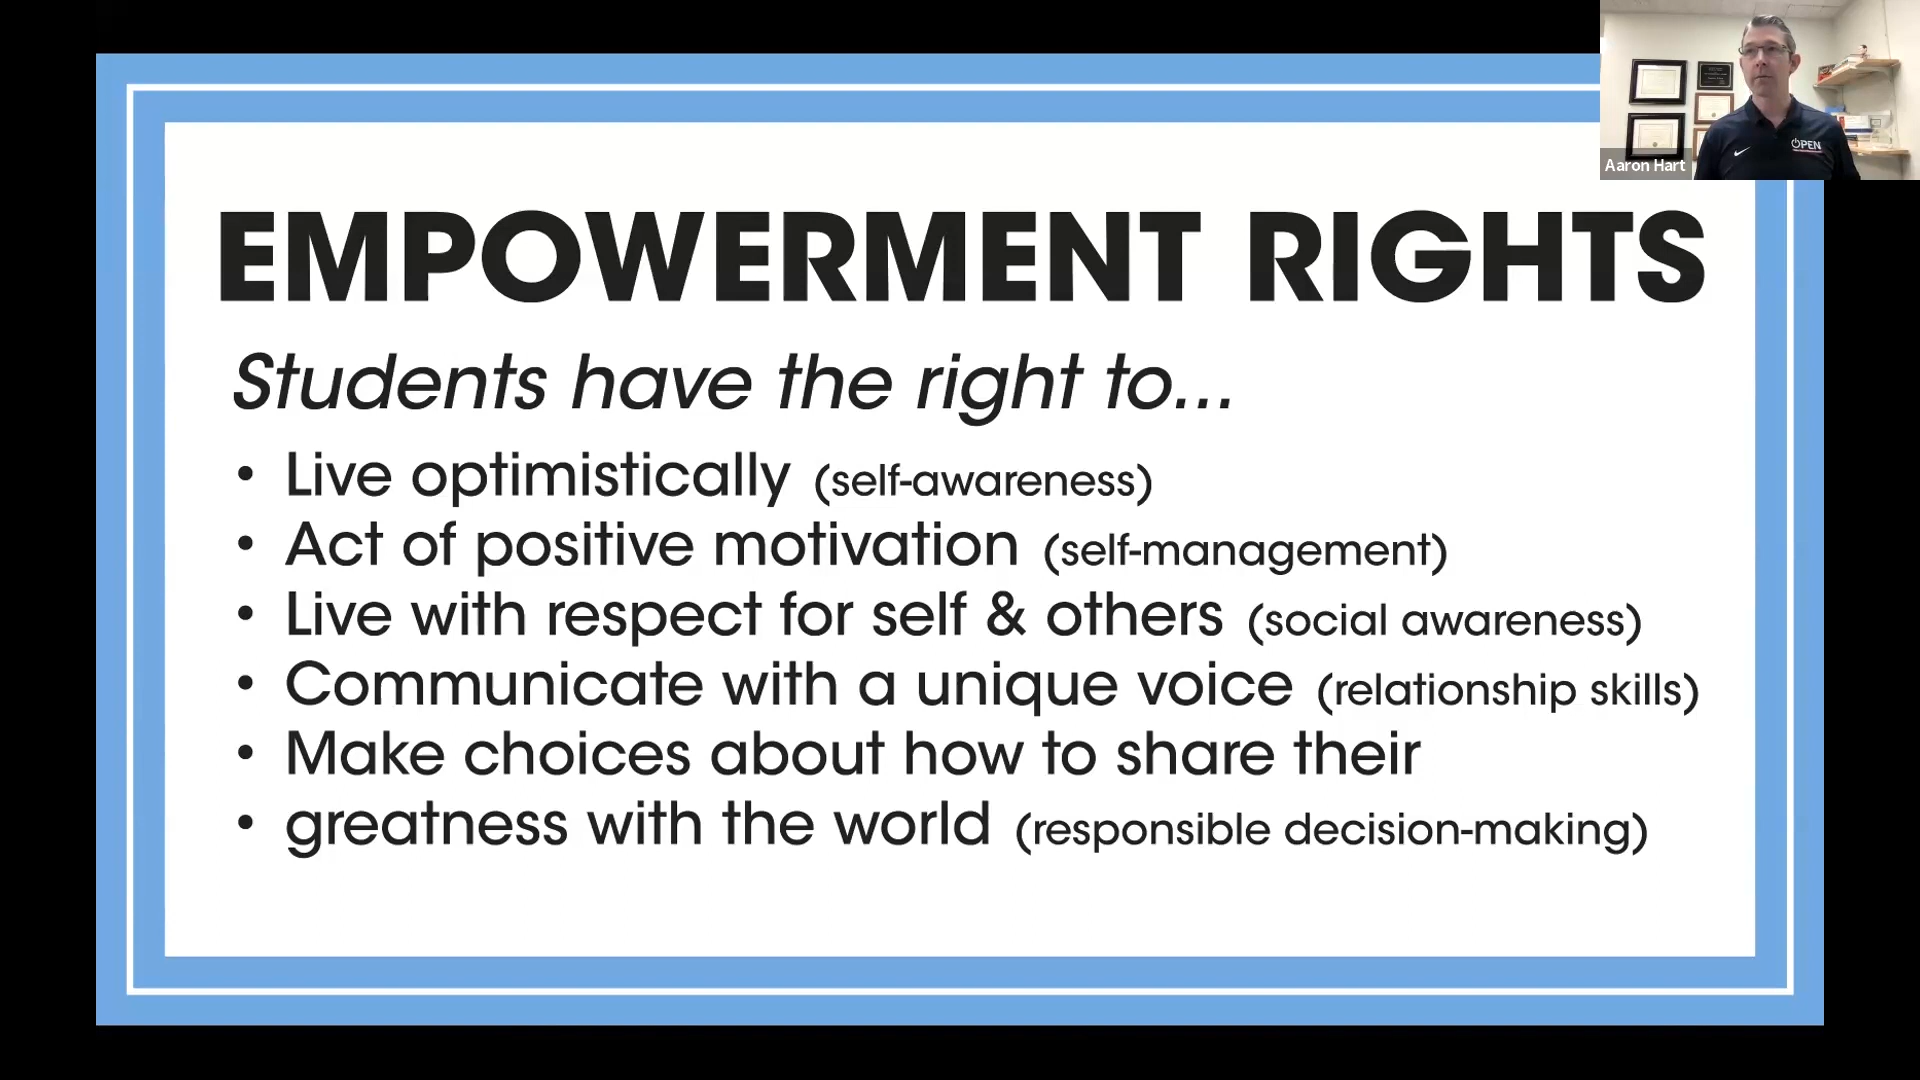 Aaron Hart
OPEN
EMPOWERMENT RIGHTS
Students have the right to...
• Live optimistically (self-awareness)
• Act of positive motivation (self-management)
• Live with respect for self & others (social awareness)
• Communicate with a unique voice (relationship skills)
• Make choices about how to share their
• greatness with the world (responsible decision-making)